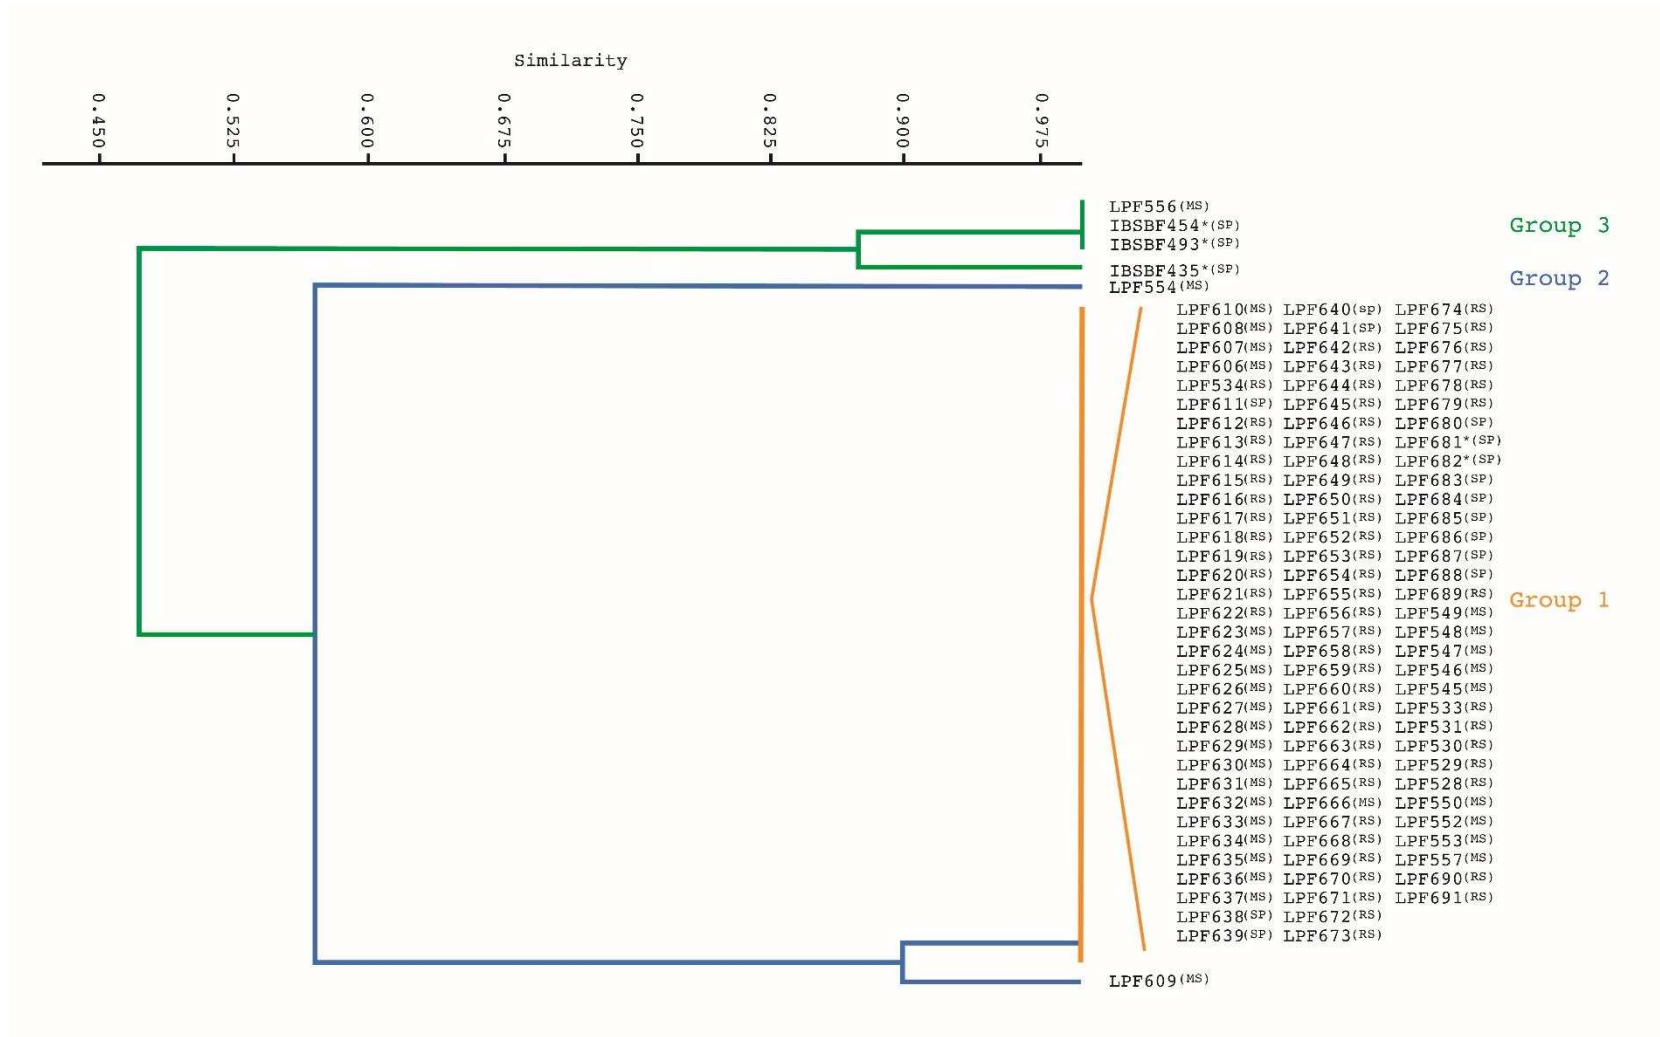 Similarity
0.450 0.525 0.600 0.675 0.750 0.825 0.900 0.975
LPF556(MS)
IBSBF454*(SP) Group 3
IBSBF493*(SP)
IBSBF435*(SP)
LPF554(MS) Group 2
LPF610(MS) LPF640(sp) LPF674(RS)
LPF608(MS) LPF641(SP) LPF675(RS)
LPF607(MS) LPF642(RS) LPF676(RS)
LPF606(MS) LPF643(RS) LPF677(RS)
LPF534(RS) LPF644(RS) LPF678(RS)
LPF611(SP) LPF645(RS) LPF679(RS)
LPF612(RS) LPF646(RS) LPF680(SP)
LPF613(RS) LPF647(RS) LPF681*(SP)
LPF614(RS) LPF648(RS) LPF682*(SP)
LPF615(RS) LPF649(RS) LPF683(SP)
LPF616(RS) LPF650(RS) LPF684(SP)
LPF617(RS) LPF651(RS) LPF685(SP)
LPF618(RS) LPF652(RS) LPF686(SP)
LPF619(RS) LPF653(RS) LPF687(SP)
LPF620(RS) LPF654(RS) LPF688(SP)
LPF621(RS) LPF655(RS) LPF689(RS) Group 1
LPF622(RS) LPF656(RS) LPF549(MS)
LPF623(MS) LPF657(RS) LPF548(MS)
LPF624(MS) LPF658(RS) LPF547(MS)
LPF625(MS) LPF659(RS) LPF546(MS)
LPF626(MS) LPF660(RS) LPF545(MS)
LPF627(MS) LPF661(RS) LPF533(RS)
LPF628(MS) LPF662(RS) LPF531(RS)
LPF629(MS) LPF663(RS) LPF530(RS)
LPF630(MS) LPF664(RS) LPF529(RS)
LPF631(MS) LPF665(RS) LPF528(RS)
LPF632(MS) LPF666(MS) LPF550(MS)
LPF633(MS) LPF667(RS) LPF552(MS)
LPF634(MS) LPF668(RS) LPF553(MS)
LPF635(MS) LPF669(RS) LPF557(MS)
LPF636(MS) LPF670(RS) LPF690(RS)
LPF637(MS) LPF671(RS) LPF691(RS)
LPF638(SP) LPF672(RS)
LPF639(SP) LPF673(RS)
LPF609(MS)